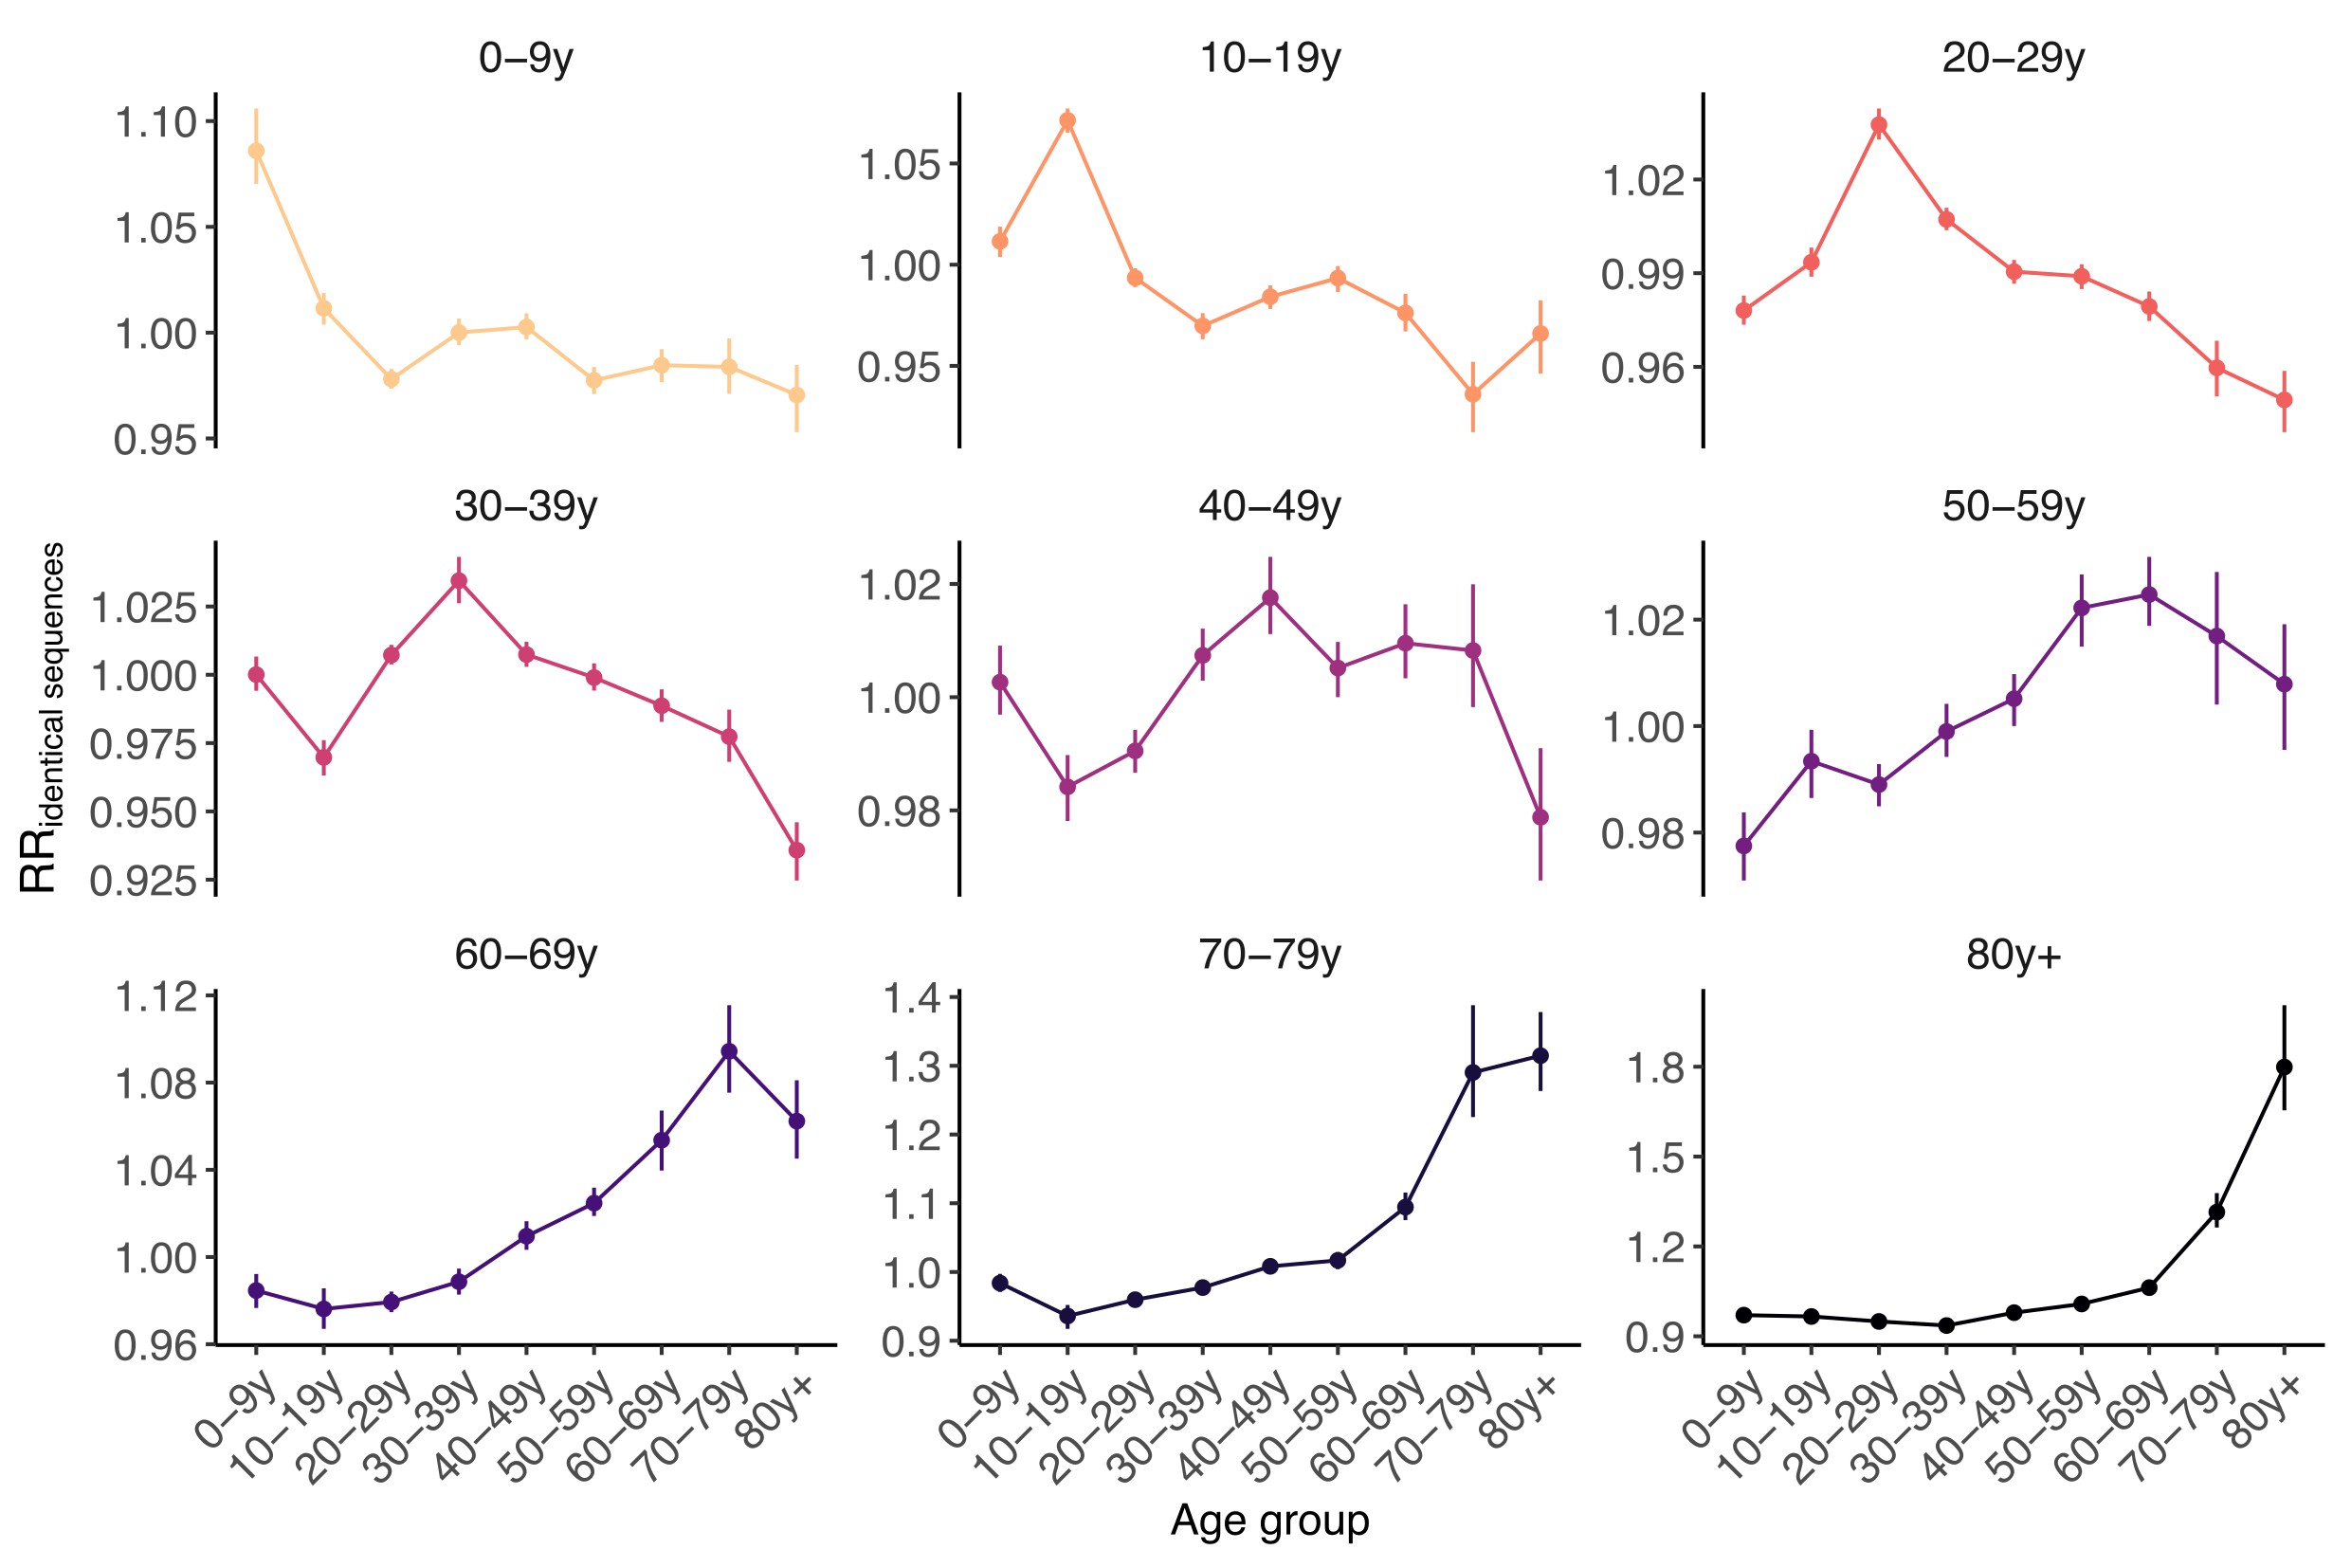 0–9y
10–19y
20–29y
1.10
1.05
1.00
0.95
1.05
1.00
0.95
1.02
0.99
0.96
30–39y
40–49y
50–59y
RRidentical sequences
1.025
1.000
0.975
0.950
0.925
1.02
1.00
0.98
1.02
1.00
0.98
60–69y
70–79y
80y+
1.12
1.08
1.04
1.00
0.96
1.4
1.3
1.2
1.1
1.0
0.9
1.8
1.5
1.2
0.9
0–9y
10–19y
20–29y
30–39y
40–49y
50–59y
60–69y
70–79y
80y+
0–9y
10–19y
20–29y
30–39y
40–49y
50–59y
60–69y
70–79y
80y+
0–9y
10–19y
20–29y
30–39y
40–49y
50–59y
60–69y
70–79y
80y+
Age group